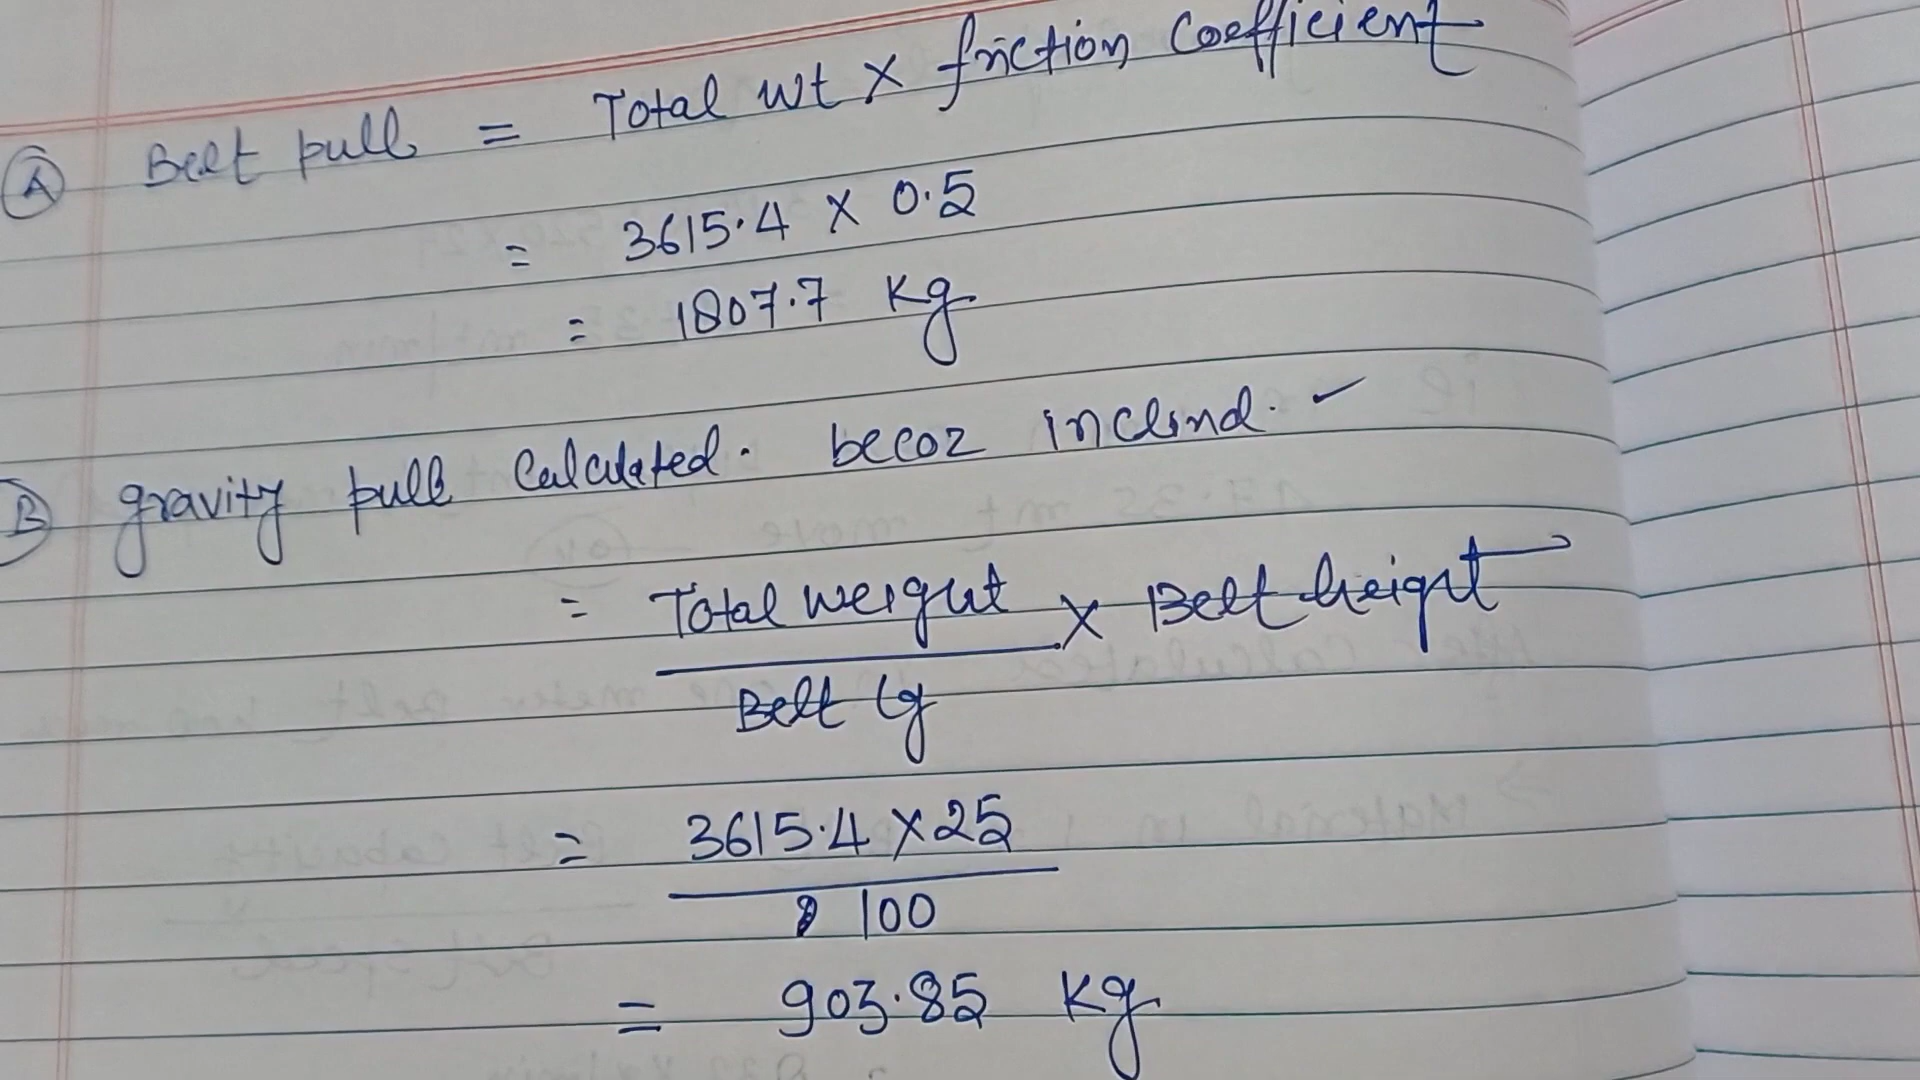 A Belt pull = Total wt X friction Coefficient
= 3615.4 X 0.5
= 1807.7 Kg
B gravity pull Calculated. becoz inclind.
= Total weight X Belt height
Belt lg
= 3615.4 X 25
100
= 903.85 Kg